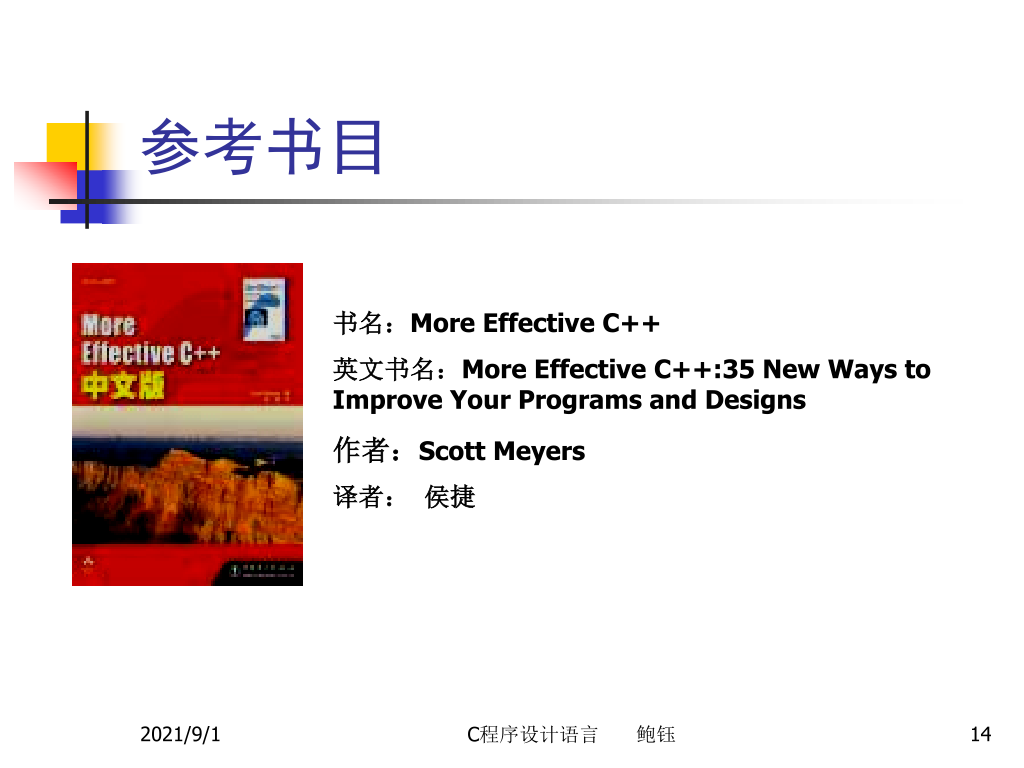 参考书目
More
Effective C++
中文版
书名：More Effective C++
英文书名：More Effective C++:35 New Ways to
Improve Your Programs and Designs
作者：Scott Meyers
译者： 侯捷
2021/9/1
C程序设计语言 鲍钰
14